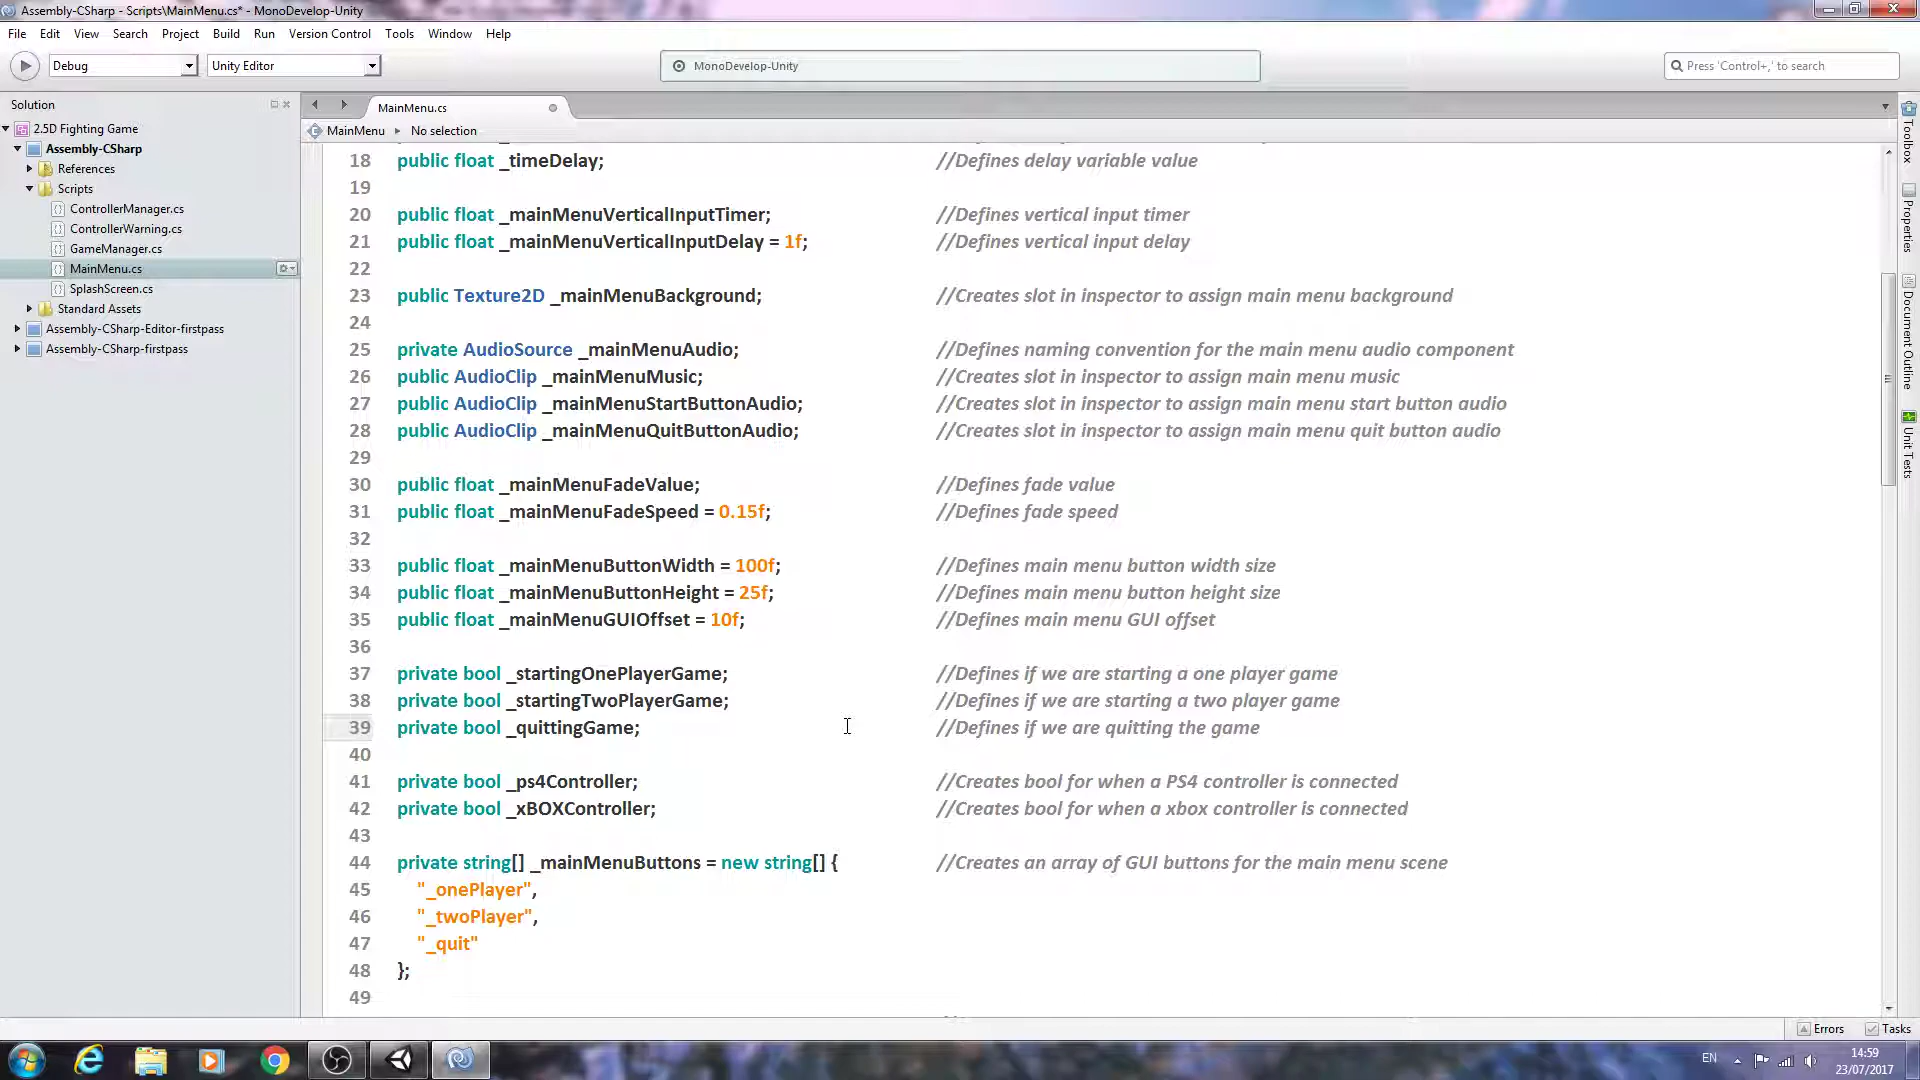 Assembly-CSharp - Scripts\MainMenu.cs* - MonoDevelop-Unity
File Edit View Search Project Build Run Version Control Tools Window Help
Debug Unity Editor MonoDevelop-Unity Press 'Control+,' to search
Solution
2.5D Fighting Game
Assembly-CSharp
References
Scripts
ControllerManager.cs
ControllerWarning.cs
GameManager.cs
MainMenu.cs
SplashScreen.cs
Standard Assets
Assembly-CSharp-Editor-firstpass
Assembly-CSharp-firstpass
MainMenu.cs
MainMenu No selection
18 public float _timeDelay; //Defines delay variable value
19
20 public float _mainMenuVerticalInputTimer; //Defines vertical input timer
21 public float _mainMenuVerticalInputDelay = 1f; //Defines vertical input delay
22
23 public Texture2D _mainMenuBackground; //Creates slot in inspector to assign main menu background
24
25 private AudioSource _mainMenuAudio; //Defines naming convention for the main menu audio component
26 public AudioClip _mainMenuMusic; //Creates slot in inspector to assign main menu music
27 public AudioClip _mainMenuStartButtonAudio; //Creates slot in inspector to assign main menu start button audio
28 public AudioClip _mainMenuQuitButtonAudio; //Creates slot in inspector to assign main menu quit button audio
29
30 public float _mainMenuFadeValue; //Defines fade value
31 public float _mainMenuFadeSpeed = 0.15f; //Defines fade speed
32
33 public float _mainMenuButtonWidth = 100f; //Defines main menu button width size
34 public float _mainMenuButtonHeight = 25f; //Defines main menu button height size
35 public float _mainMenuGUIOffset = 10f; //Defines main menu GUI offset
36
37 private bool _startingOnePlayerGame; //Defines if we are starting a one player game
38 private bool _startingTwoPlayerGame; //Defines if we are starting a two player game
39 private bool _quittingGame; //Defines if we are quitting the game
40
41 private bool _ps4Controller; //Creates bool for when a PS4 controller is connected
42 private bool _xBOXController; //Creates bool for when a xbox controller is connected
43
44 private string[] _mainMenuButtons = new string[] { //Creates an array of GUI buttons for the main menu scene
45 "_onePlayer",
46 "_twoPlayer",
47 "_quit"
48 };
49
Toolbox
Properties
Document Outline
Unit Tests
Errors Tasks
EN
14:59
23/07/2017